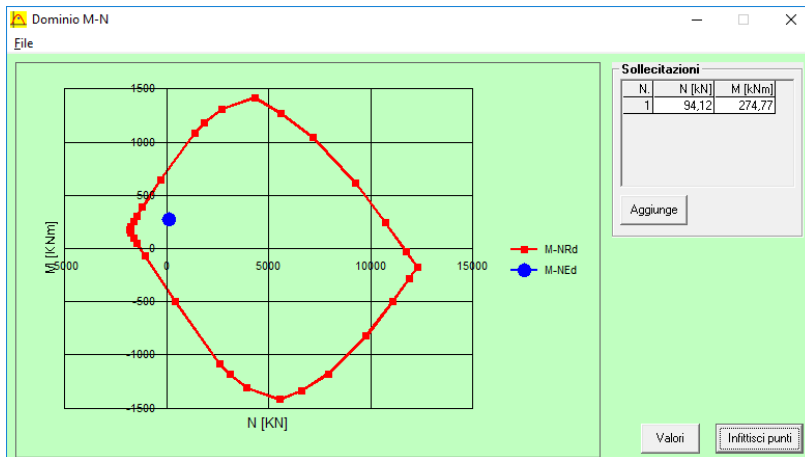 Dominio M-N
File
Sollecitazioni
N. N [kN] M [kNm]
1 94,12 274,77
Aggiunge
1500
1000
500
0
-5000 0 5000 10000 15000
-500
-1000
-1500
M [KNm]
N [KN]
M-NRd
M-NEd
Valori
Infittisci punti